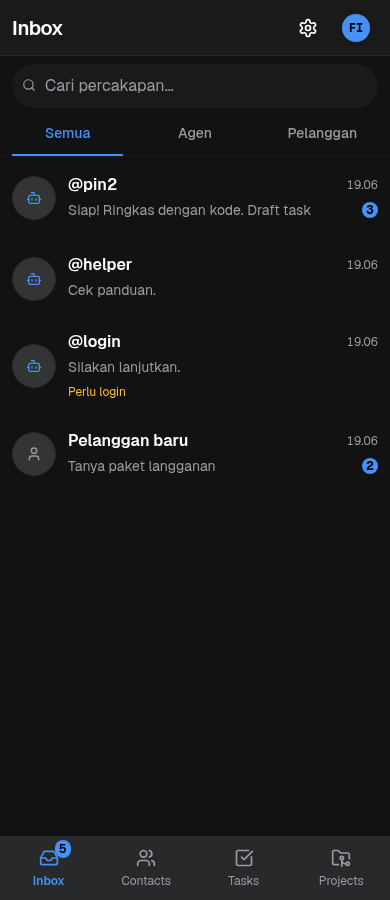 Inbox
FI
Cari percakapan...
Semua
Agen
Pelanggan
@pin2
19.06
Siap! Ringkas dengan kode. Draft task
3
@helper
19.06
Cek panduan.
@login
19.06
Silakan lanjutkan.
Perlu login
Pelanggan baru
19.06
Tanya paket langganan
2
5
Inbox
Contacts
Tasks
Projects